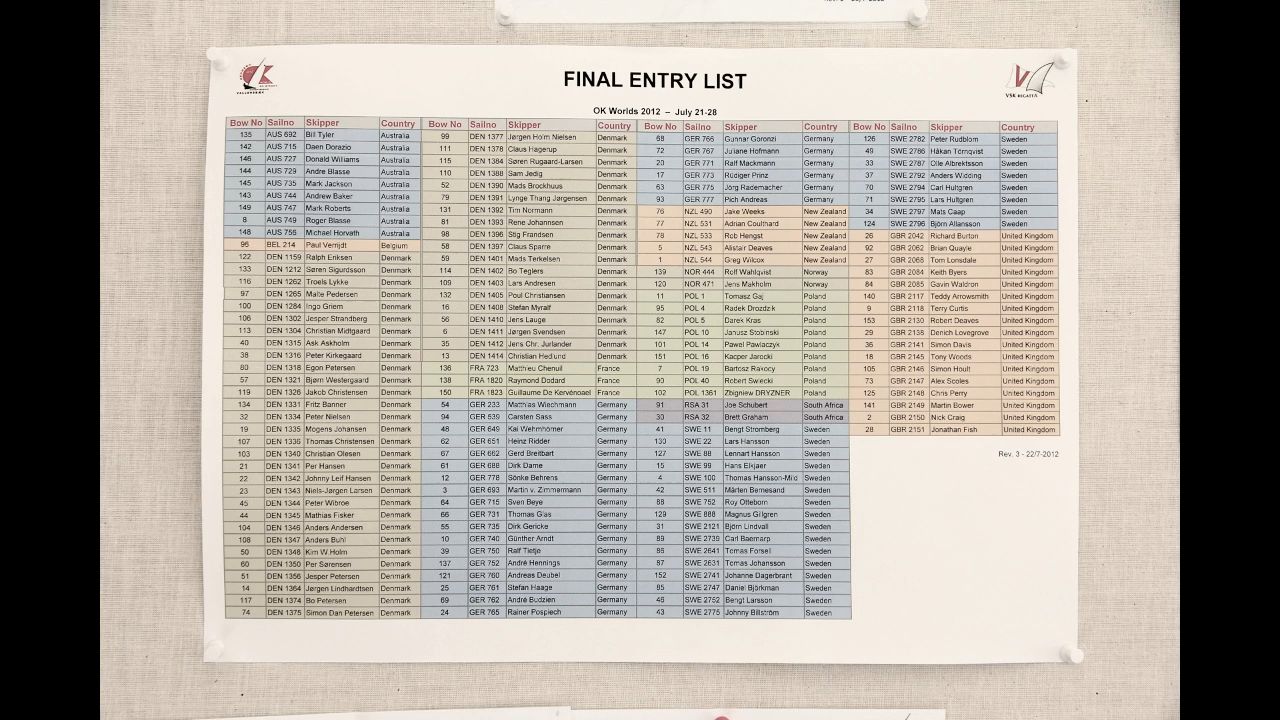 FINAL ENTRY LIST
VALLENSBÆK
VSK REGATTA
OK Worlds 2012 – July 21-28
Bow No Sailno Skipper Country
135 AUS 692 Bill Tyler Australia
142 AUS 715 Daen Dorazio Australia
146 AUS 727 Donald Williams Australia
144 AUS 729 Andre Blasse Australia
145 AUS 735 Mark Jackson Australia
143 AUS 744 Andrew Baker Australia
149 AUS 747 Mark Roberts Australia
8 AUS 749 Roger Blasse Australia
148 AUS 755 Michael Horvath Australia
96 BEL 214 Paul Verrijdt Belgium
122 DEN 1159 Ralph Eriksen Denmark
133 DEN 1212 Søren Sigurdsson Denmark
116 DEN 1262 Troels Lykke Denmark
97 DEN 1265 Malte Pedersen Denmark
100 DEN 1284 Ingo Griem Denmark
106 DEN 1302 Jesper Strandberg Denmark
113 DEN 1304 Christian Midtgaard Denmark
40 DEN 1315 Ask Askholm Denmark
38 DEN 1316 Peter Kirkegaard Denmark
80 DEN 1318 Egon Petersen Denmark
57 DEN 1321 Bjørn Westergaard Denmark
119 DEN 1326 Jakob Christensen Denmark
134 DEN 1331 Fritz Banner Denmark
32 DEN 1334 Peter Nielsen Denmark
19 DEN 1335 Mogens Johansen Denmark
107 DEN 1336 Thomas Christensen Denmark
103 DEN 1340 Christian Olesen Denmark
21 DEN 1341 Per Hansen Denmark
22 DEN 1342 Johnny Leif Hansen Denmark
23 DEN 1343 Niels-Jørgen Larsen Denmark
45 DEN 1344 Peter Wibroe Denmark
44 DEN 1345 Mathias Fisker Denmark
104 DEN 1346 Anders Andersen Denmark
108 DEN 1347 Anders Buhl Denmark
50 DEN 1348 Kim W.Holm Denmark
60 DEN 1350 Per Sørensen Denmark
51 DEN 1356 Jesper Petersen Denmark
14 DEN 1364 Jørgen Lindhardtsen Denmark
117 DEN 1374 Bo Petersen Denmark
74 DEN 1375 Simon Dan Petersen Denmark
Bow No Sailno Skipper Country
99 DEN 1377 Jørgen Holm Nielsen Denmark
111 DEN 1378 Claus Haastrup Denmark
115 DEN 1384 Søren Borch-Larsen Denmark
110 DEN 1388 Sam Jess Denmark
52 DEN 1390 Mads Bendhus Denmark
79 DEN 1391 Lynge Thang Jørgensen Denmark
131 DEN 1392 Tim Normann Denmark
81 DEN 1393 Rene Johannsen Denmark
98 DEN 1396 Stig Frandsen Denmark
58 DEN 1397 Claus Sparre Denmark
59 DEN 1401 Mads Terkelsen Denmark
114 DEN 1402 Bo Teglers Denmark
109 DEN 1403 Lars Andresen Denmark
132 DEN 1405 Poul Christiansen Denmark
16 DEN 1408 Stefan Myralf Denmark
56 DEN 1410 Jens Lauge Denmark
6 DEN 1411 Jørgen Svendsen Denmark
35 DEN 1412 Jens Chr. Jurlander Denmark
13 DEN 1414 Christian Hedlund Denmark
136 FRA 723 Matthieu Chenuil France
138 FRA 1820 Raymond Dodard France
150 FRA 1823 Guillaume De Kervénoael France
54 GER 233 Matthias Wiechmann Germany
94 GER 539 Carsten Sass Germany
48 GER 649 Kai Wehmhörner Germany
62 GER 651 Heinz Ridder Germany
67 GER 662 Gerd Benkart Germany
61 GER 688 Dirk Dame Germany
12 GER 778 Sönke Behrens Germany
3 GER 693 Martin v. Zimmermann Germany
64 GER 715 Sven Beye Germany
66 GER 731 Thomas Glas Germany
55 GER 735 Dirk Gericke Germany
10 GER 740 Germany
39 GER 750 Ralf Tietje Germany
137 GER 752 André Hennings Germany
121 GER 760 Andreas Deubel Germany
25 GER 761 Stefan Haage Germany
69 GER 762 André Budzien Germany
24 GER 765 Rainer Pospiech Germany
Bow No Sailno Skipper Country
68 GER 766 Gunnar Goronzi Germany
72 GER 767 Juliane Hofmann Germany
20 GER 771 Ralf Mackmann Germany
17 GER 773 Rüdiger Prinz Germany
63 GER 775 Jörg Rademacher Germany
93 GER 777 Pich Andreas Germany
76 NZL 490 Jake Weeks New Zealand
77 NZL 531 Adrian Coulthard New Zealand
78 NZL 533 Rob Hengst New Zealand
5 NZL 543 Alistair Deaves New Zealand
1 NZL 544 Greg Wilcox New Zealand
139 NOR 444 Rolf Wahlqvist Norway
120 NOR 471 Jens Makholm Norway
11 POL 1 Tomasz Gaj Poland
95 POL 4 Radek Drozdzik Poland
82 POL 5 Darek Kras Poland
147 POL 10 Janusz Stobinski Poland
101 POL 14 Pawel Pawlaczyk Poland
151 POL 16 Kacper Jarocki Poland
7 POL 19 Bartosz Rakocy Poland
90 POL 40 Robert Swiecki Poland
102 POL 1361 Zbigniew DRYZNER Poland
91 RSA 31 Joe Schubert South Africa
65 RSA 32 Brett Graham South Africa
41 SWE 11 Bengt Stromberg Sweden
130 SWE 22 Lars Hansson Sweden
127 SWE 88 Lennart Hansson Sweden
15 SWE 99 Hans Elkjaer Sweden
4 SWE 100 Thomas Hansson-Mild Sweden
42 SWE 511 Mårten Bernesand Sweden
88 SWE 752 Roy Otteborn Sweden
129 SWE 888 Magnus Gilgren Sweden
31 SWE 2121 Björn Lindvall Sweden
89 SWE 2733 Carl Baernarp Sweden
86 SWE 2641 Tomas Forsell Sweden
87 SWE 2631 Tomas Johansson Sweden
152 SWE 2741 Johanne Dagerbrant Sweden
85 SWE 2747 Daniel Björkman Sweden
46 SWE 2752 Bengt Larsson Sweden
43 SWE 2775 Johnny Billström Sweden
Bow No Sailno Skipper Country
126 SWE 2782 Peter Rudblom Sweden
49 SWE 2786 Håkan Törnqvist Sweden
33 SWE 2787 Olle Albrektsson Sweden
37 SWE 2792 Anders Widding Sweden
70 SWE 2794 Carl Hultgren Sweden
71 SWE 2795 Lars Hultgren Sweden
34 SWE 2797 Mats Caap Sweden
124 SWE 2796 Björn Allansson Sweden
26 GBR 2042 Richard Burton United Kingdom
92 GBR 2062 Brian Quayle United Kingdom
27 GBR 2068 Tom Lonsdale United Kingdom
83 GBR 2084 Keith Byers United Kingdom
84 GBR 2085 Gavin Waldron United Kingdom
140 GBR 2117 Teddy Arrowsmith United Kingdom
9 GBR 2118 Terry Curtis United Kingdom
153 GBR 2130 Robert Deaves United Kingdom
29 GBR 2138 Derich Lovegrove United Kingdom
36 GBR 2141 Simon Davis United Kingdom
18 GBR 2145 Tony Woods United Kingdom
105 GBR 2146 Simon Hoult United Kingdom
73 GBR 2147 Alex Scoles United Kingdom
125 GBR 2148 Chris Perry United Kingdom
141 GBR 2149 Martin Bower United Kingdom
2 GBR 2150 Nick Craig United Kingdom
28 GBR 2151 Jonathan Fish United Kingdom
Rev. 3 - 22/7-2012